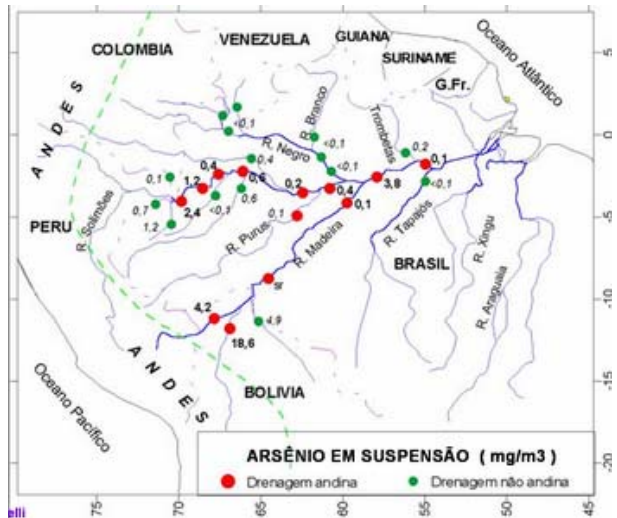 COLOMBIA
VENEZUELA
GUIANA
SURINAME
G.Fr.
Oceano Atlântico
5
A N D E S
<0,1
R. Branco
<0,1
Trombetas
0,2
0,1
0
R. Negro
<0,1
0,4
0,4
0,6
0,1
1,2
3,8
<0,1
0,2
0,4
0,7
2,4
<0,1
0,6
0,1
1,2
0,1
-5
PERU
R. Solimões
R. Purus
R. Madeira
R. Tapajós
BRASIL
R. Xingu
R. Araguaia
sr
4,2
4,9
18,6
-10
A N D E S
BOLIVIA
Oceano Pacífico
-15
ARSÊNIO EM SUSPENSÃO ( mg/m3 )
Drenagem andina
Drenagem não andina
-20
elli
75
70
65
60
55
50
45